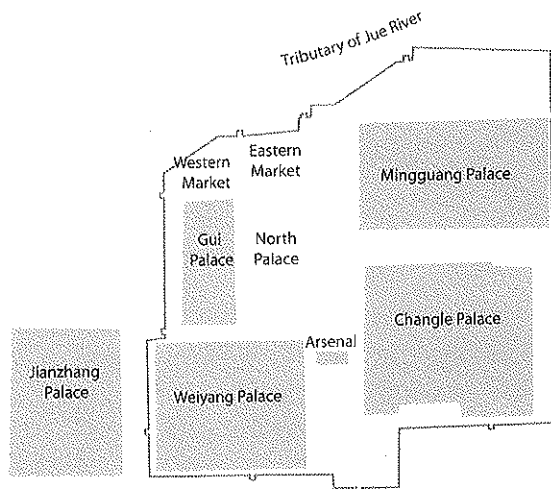 Tributary of Jue River
Western
Market
Eastern
Market
Mingguang Palace
Gui
Palace
North
Palace
Changle Palace
Arsenal
Jianzhang
Palace
Weiyang Palace